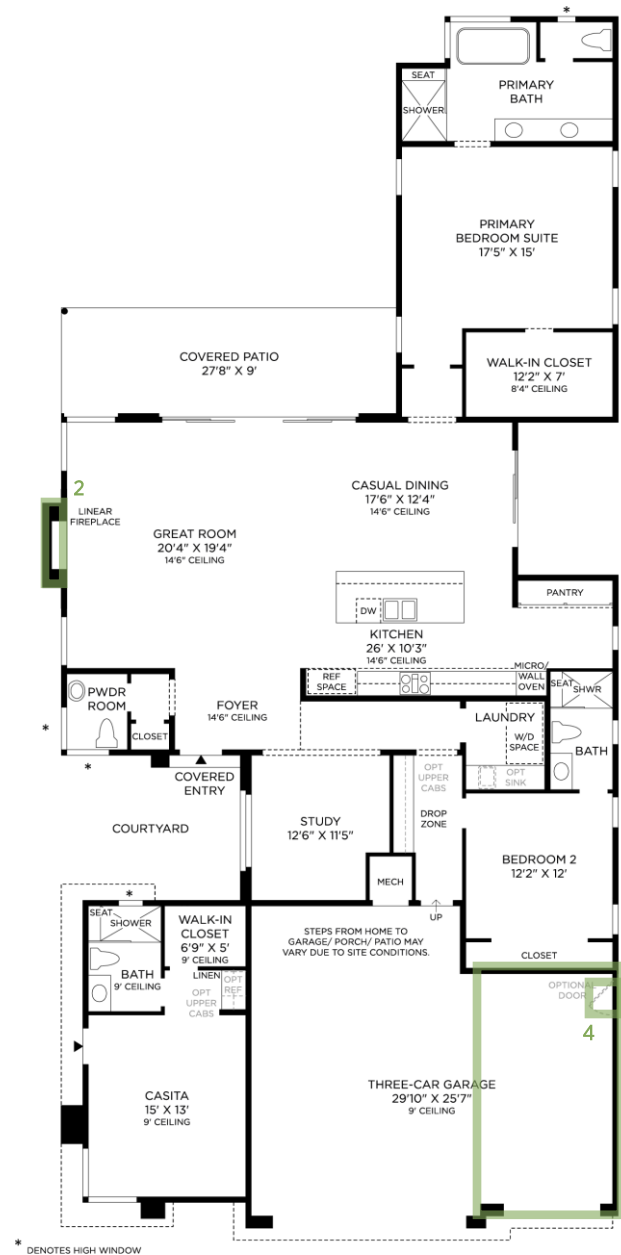 *
SEAT
SHOWER
PRIMARY
BATH
PRIMARY
BEDROOM SUITE
17'5" X 15'
COVERED PATIO
27'8" X 9'
WALK-IN CLOSET
12'2" X 7'
8'4" CEILING
2
LINEAR
FIREPLACE
CASUAL DINING
17'6" X 12'4"
14'6" CEILING
GREAT ROOM
20'4" X 19'4"
14'6" CEILING
PANTRY
DW
KITCHEN
26' X 10'3"
14'6" CEILING
MICRO/
WALL
OVEN
REF
SPACE
SEAT
SHWR
PWDR
ROOM
CLOSET
*
*
FOYER
14'6" CEILING
LAUNDRY
W/D
SPACE
BATH
COVERED
ENTRY
OPT
UPPER
CABS
OPT
SINK
COURTYARD
STUDY
12'6" X 11'5"
DROP
ZONE
BEDROOM 2
12'2" X 12'
MECH
*
UP
SEAT
SHOWER
WALK-IN
CLOSET
6'9" X 5'
9' CEILING
STEPS FROM HOME TO
GARAGE/ PORCH/ PATIO MAY
VARY DUE TO SITE CONDITIONS.
CLOSET
BATH
9' CEILING
LINEN
OPT
UPPER
CABS
OPT
REF
OPTIONAL
DOOR
4
CASITA
15' X 13'
9' CEILING
THREE-CAR GARAGE
29'10" X 25'7"
9' CEILING
* DENOTES HIGH WINDOW